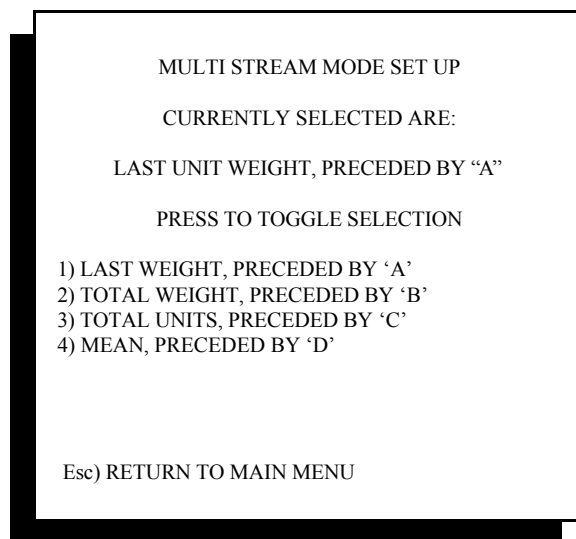 MULTI STREAM MODE SET UP
CURRENTLY SELECTED ARE:
LAST UNIT WEIGHT, PRECEDED BY “A”
PRESS TO TOGGLE SELECTION
1) LAST WEIGHT, PRECEDED BY ‘A’
2) TOTAL WEIGHT, PRECEDED BY ‘B’
3) TOTAL UNITS, PRECEDED BY ‘C’
4) MEAN, PRECEDED BY ‘D’
Esc) RETURN TO MAIN MENU